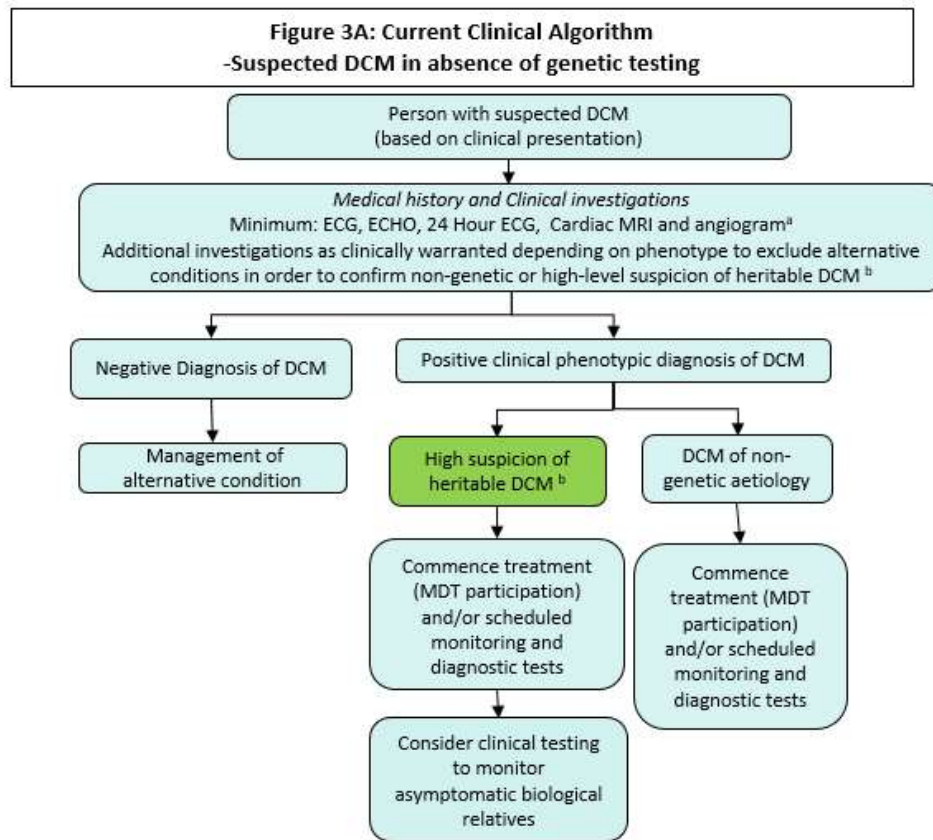 Figure 3A: Current Clinical Algorithm
-Suspected DCM in absence of genetic testing
Person with suspected DCM
(based on clinical presentation)
Medical history and Clinical investigations
Minimum: ECG, ECHO, 24 Hour ECG, Cardiac MRI and angiogramᵃ
Additional investigations as clinically warranted depending on phenotype to exclude alternative
conditions in order to confirm non-genetic or high-level suspicion of heritable DCM ᵇ
Negative Diagnosis of DCM
Positive clinical phenotypic diagnosis of DCM
Management of
alternative condition
High suspicion of
heritable DCM ᵇ
DCM of non-
genetic aetiology
Commence treatment
(MDT participation)
and/or scheduled
monitoring and
diagnostic tests
Commence
treatment (MDT
participation)
and/or scheduled
monitoring and
diagnostic tests
Consider clinical testing
to monitor
asymptomatic biological
relatives